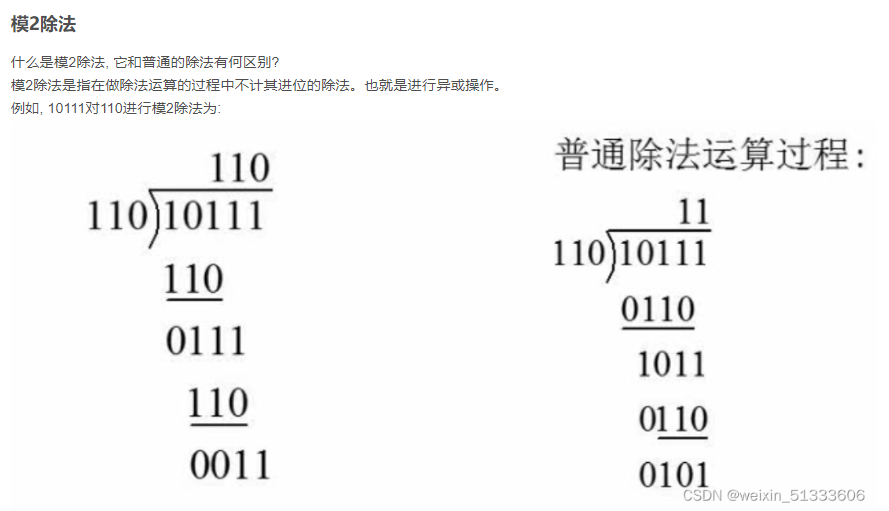 模2除法
什么是模2除法, 它和普通的除法有何区别?
模2除法是指在做除法运算的过程中不计其进位的除法。也就是进行异或操作。
例如, 10111对110进行模2除法为:
110
110)10111
110
0111
110
0011
普通除法运算过程:
11
110)10111
0110
1011
0110
0101
CSDN @weixin_51333606